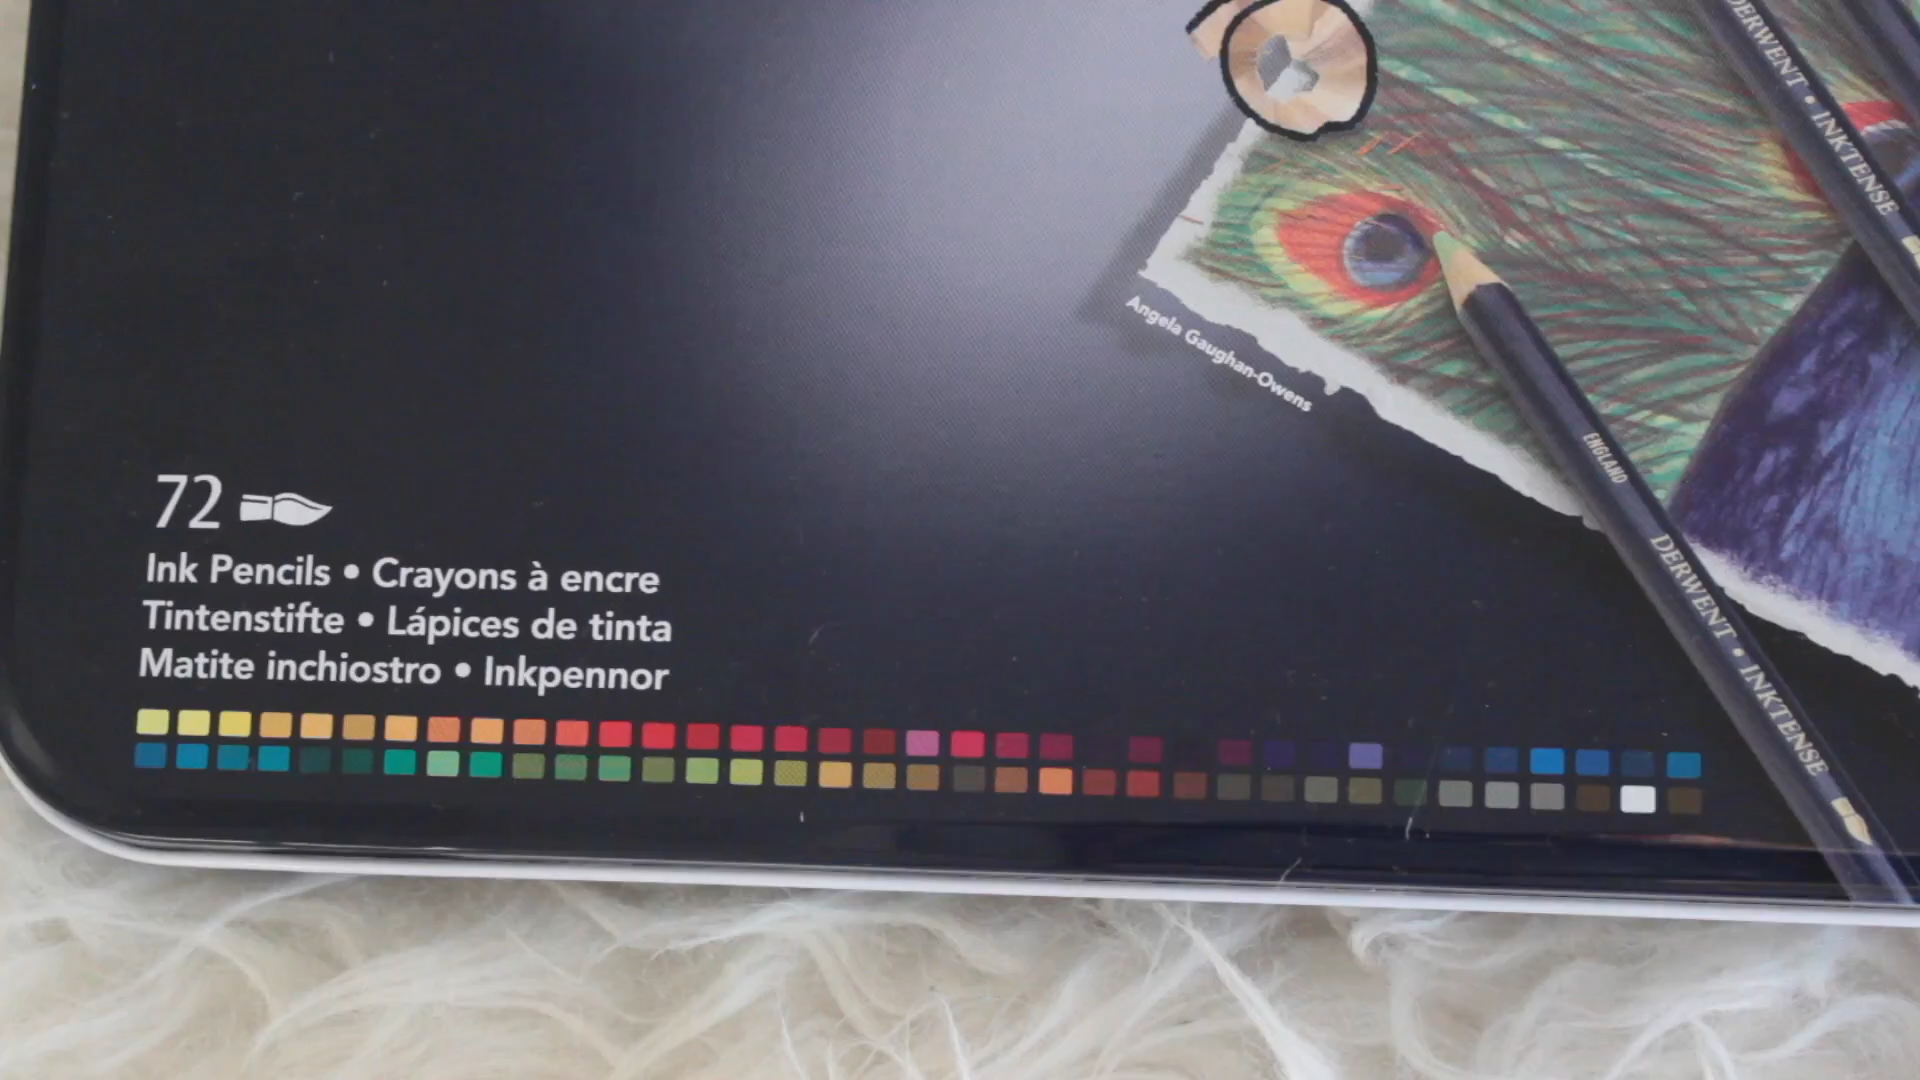 DERWENT • INKTENSE
Angela Gaughan-Owens
ENGLAND
DERWENT • INKTENSE
72
Ink Pencils • Crayons à encre
Tintenstifte • Lápices de tinta
Matite inchiostro • Inkpennor